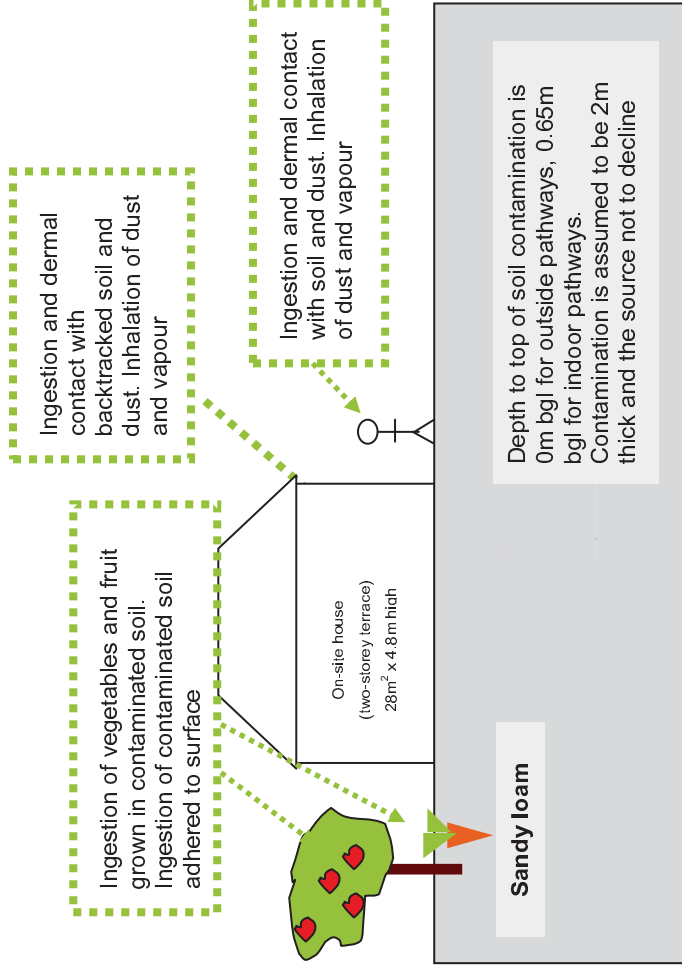 Ingestion of vegetables and fruit
grown in contaminated soil.
Ingestion of contaminated soil
adhered to surface
Ingestion and dermal
contact with
backtracked soil and
dust. Inhalation of dust
and vapour
Ingestion and dermal contact
with soil and dust. Inhalation
of dust and vapour
On-site house
(two-storey terrace)
28m² x 4.8m high
Sandy loam
Depth to top of soil contamination is
0m bgl for outside pathways, 0.65m
bgl for indoor pathways.
Contamination is assumed to be 2m
thick and the source not to decline